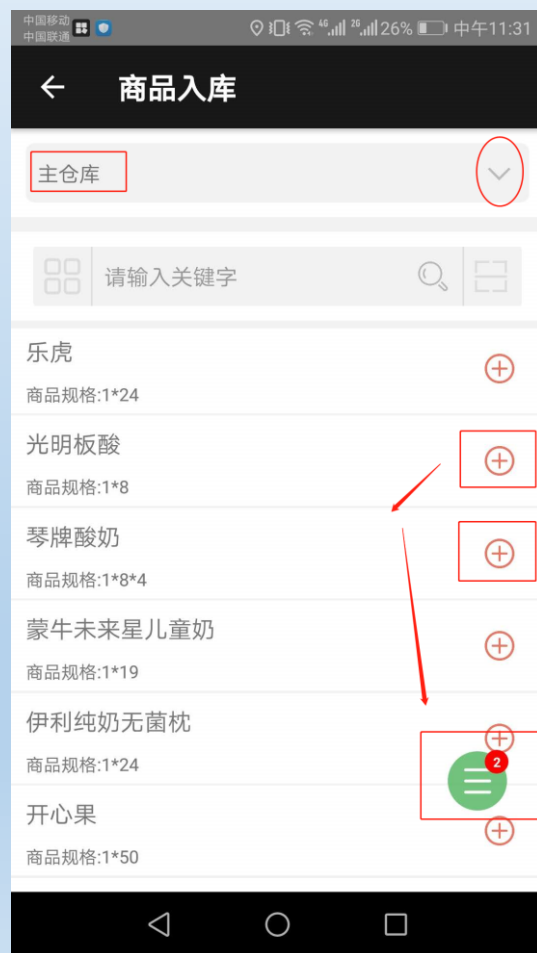 中国移动
中国联通
4G 2G 26% 中午11:31
商品入库
主仓库
请输入关键字
乐虎
商品规格:1*24
光明板酸
商品规格:1*8
琴牌酸奶
商品规格:1*8*4
蒙牛未来星儿童奶
商品规格:1*19
伊利纯奶无菌枕
商品规格:1*24
2
开心果
商品规格:1*50